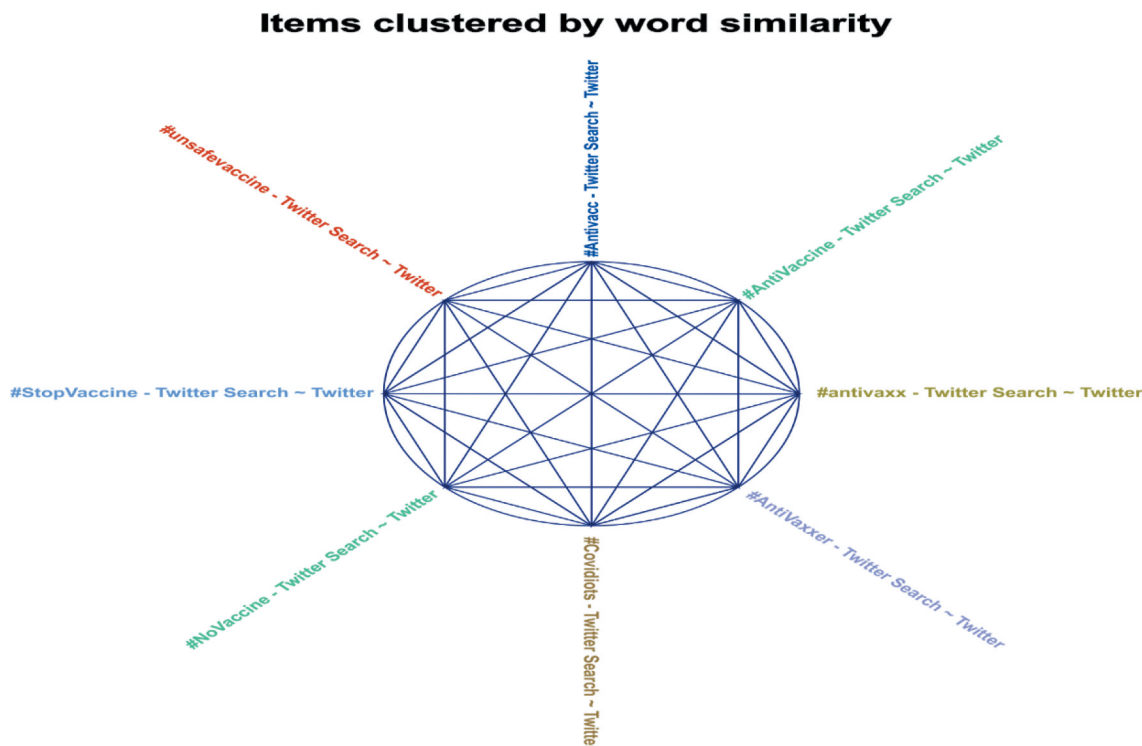 Items clustered by word similarity
#Antivacc - Twitter Search ~ Twitter
#unsafevaccine - Twitter Search ~ Twitter
#AntiVaccine - Twitter Search ~ Twitter
#StopVaccine - Twitter Search ~ Twitter
#antivaxx - Twitter Search ~ Twitter
#NoVaccine - Twitter Search ~ Twitter
#AntiVaxxer - Twitter Search ~ Twitter
#Covidiots - Twitter Search ~ Twitte